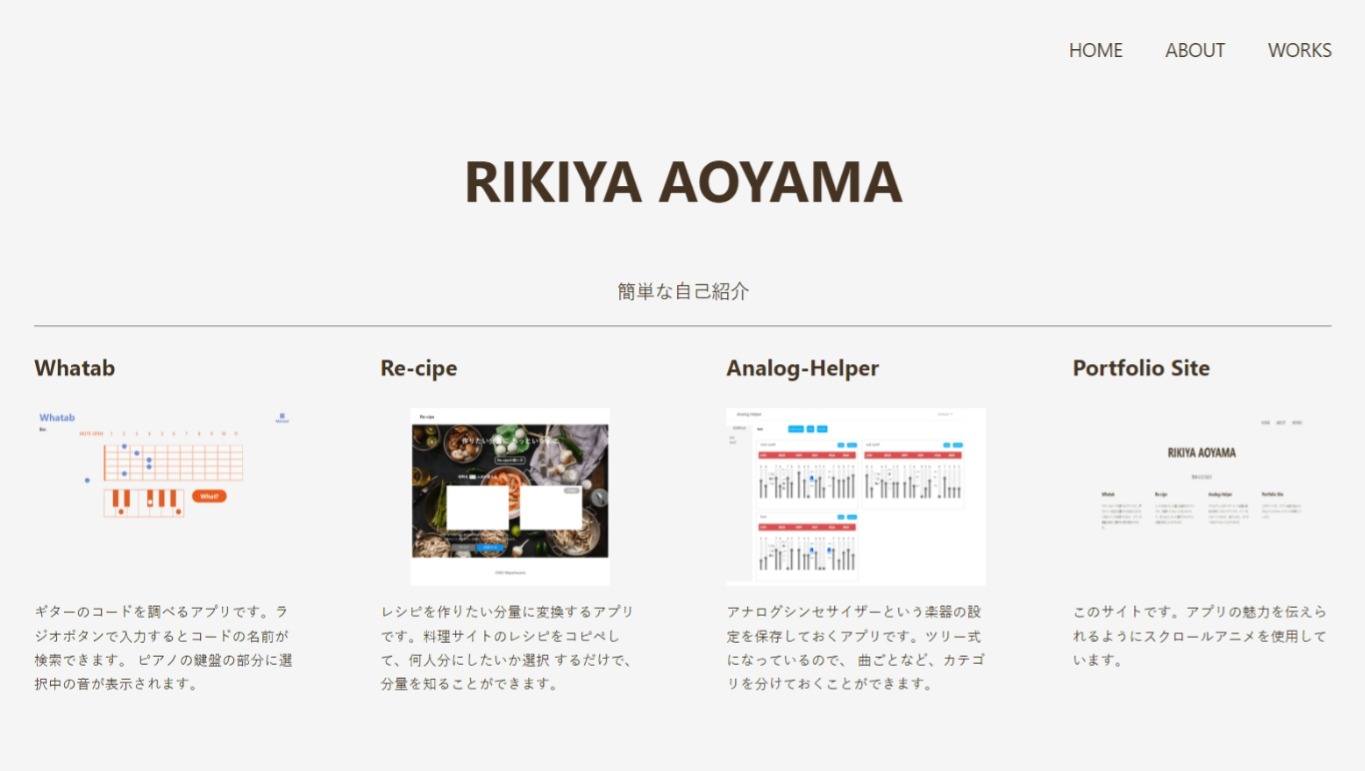 HOME ABOUT WORKS
RIKIYA AOYAMA
簡単な自己紹介
Whatab
Re-cipe
Analog-Helper
Portfolio Site
Whatab
What?
Re-cipe
Analog Helper
HOME ABOUT WORKS
RIKIYA AOYAMA
Whatab
Re-cipe
Analog-Helper
Portfolio Site
ギターのコードを調べるアプリです。ラ
ジオボタンで入力するとコードの名前が
検索できます。 ピアノの鍵盤の部分に選
択中の音が表示されます。
レシピを作りたい分量に変換するアプリ
です。料理サイトのレシピをコピペし
て、何人分にしたいか選択 するだけで、
分量を知ることができます。
アナログシンセサイザーという楽器の設
定を保存しておくアプリです。ツリー式
になっているので、 曲ごとなど、カテゴ
リを分けておくことができます。
このサイトです。アプリの魅力を伝えら
れるようにスクロールアニメを使用して
います。